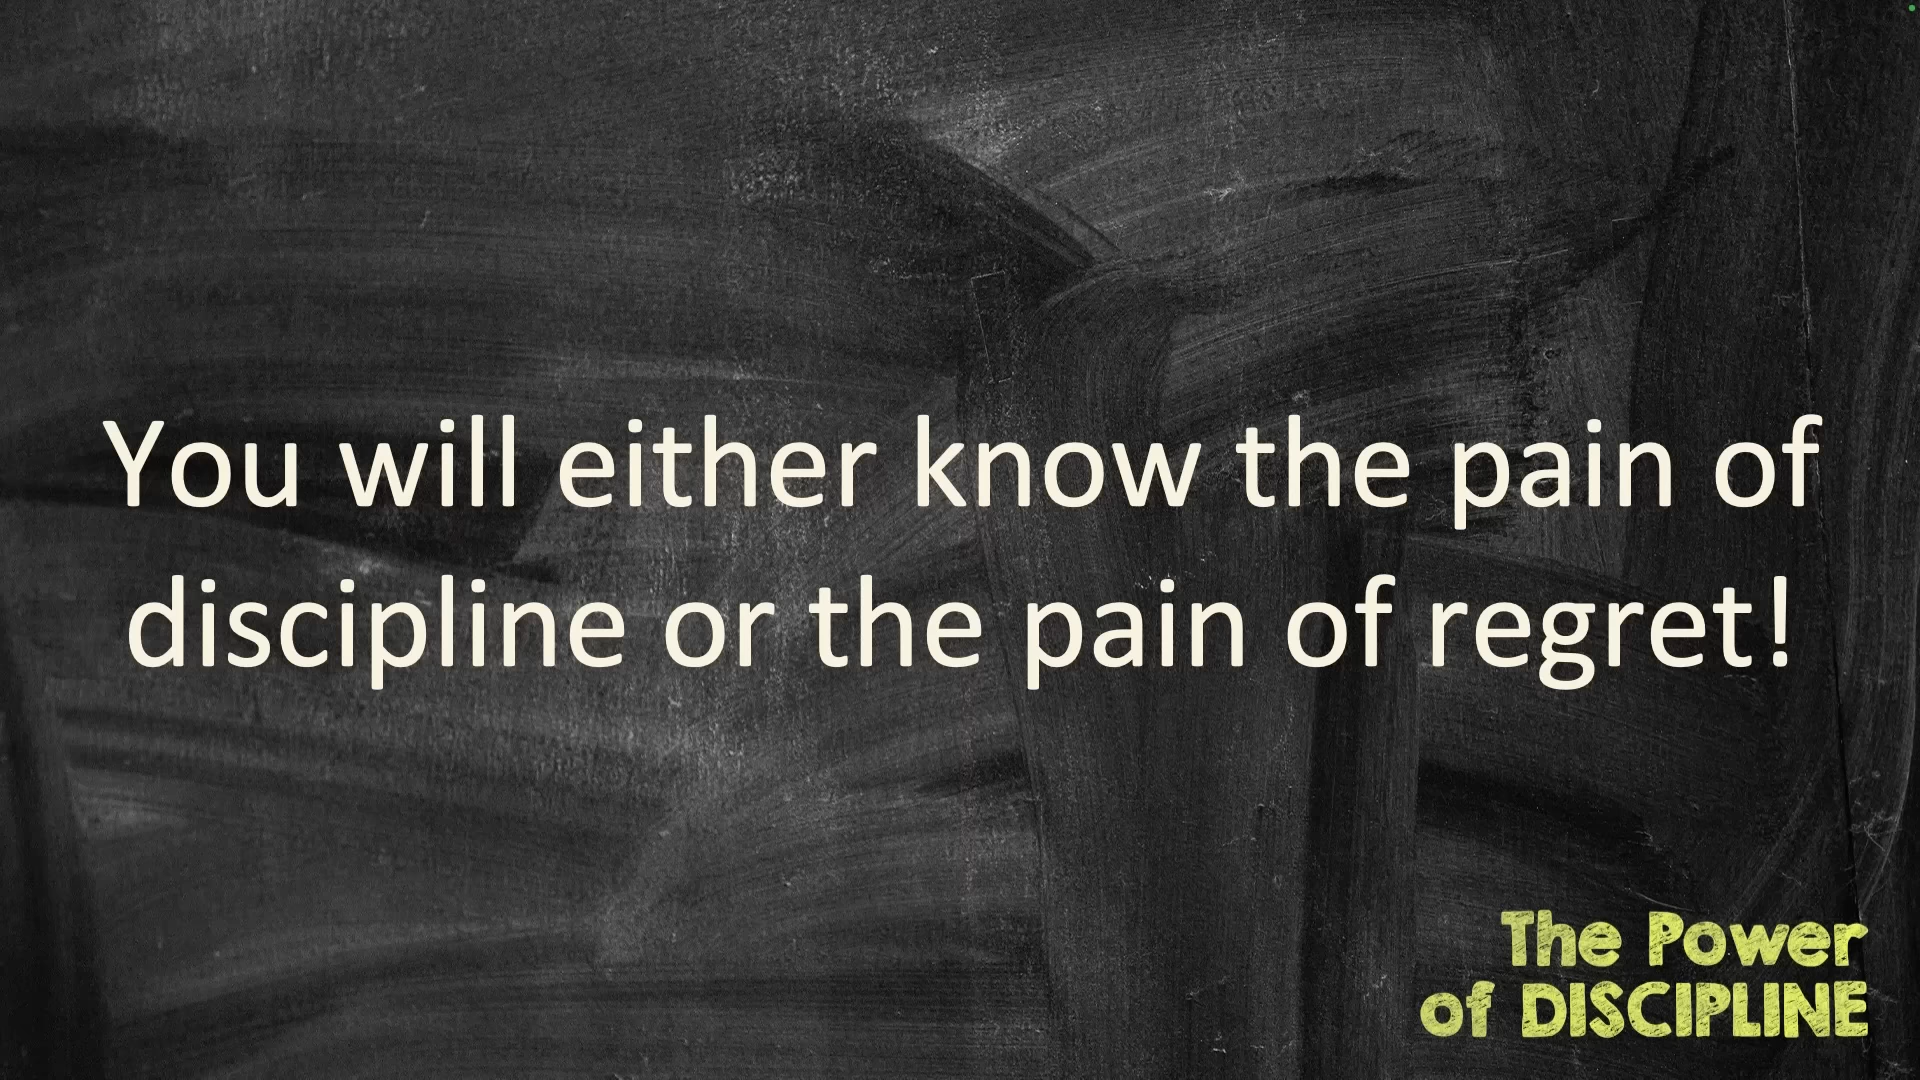 You will either know the pain of
discipline or the pain of regret!
The Power
of DISCIPLINE